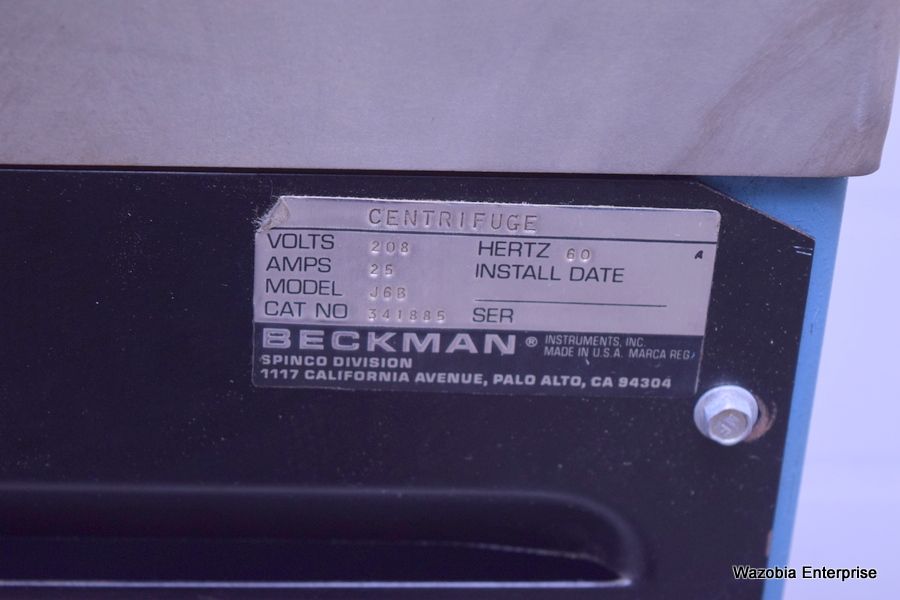 CENTRIFUGE
VOLTS 208 HERTZ 60 A
AMPS 25 INSTALL DATE
MODEL J6B
CAT NO 341885 SER
BECKMAN ® INSTRUMENTS, INC.
MADE IN U.S.A. MARCA REG.
SPINCO DIVISION
1117 CALIFORNIA AVENUE, PALO ALTO, CA 94304
Wazobia Enterprise